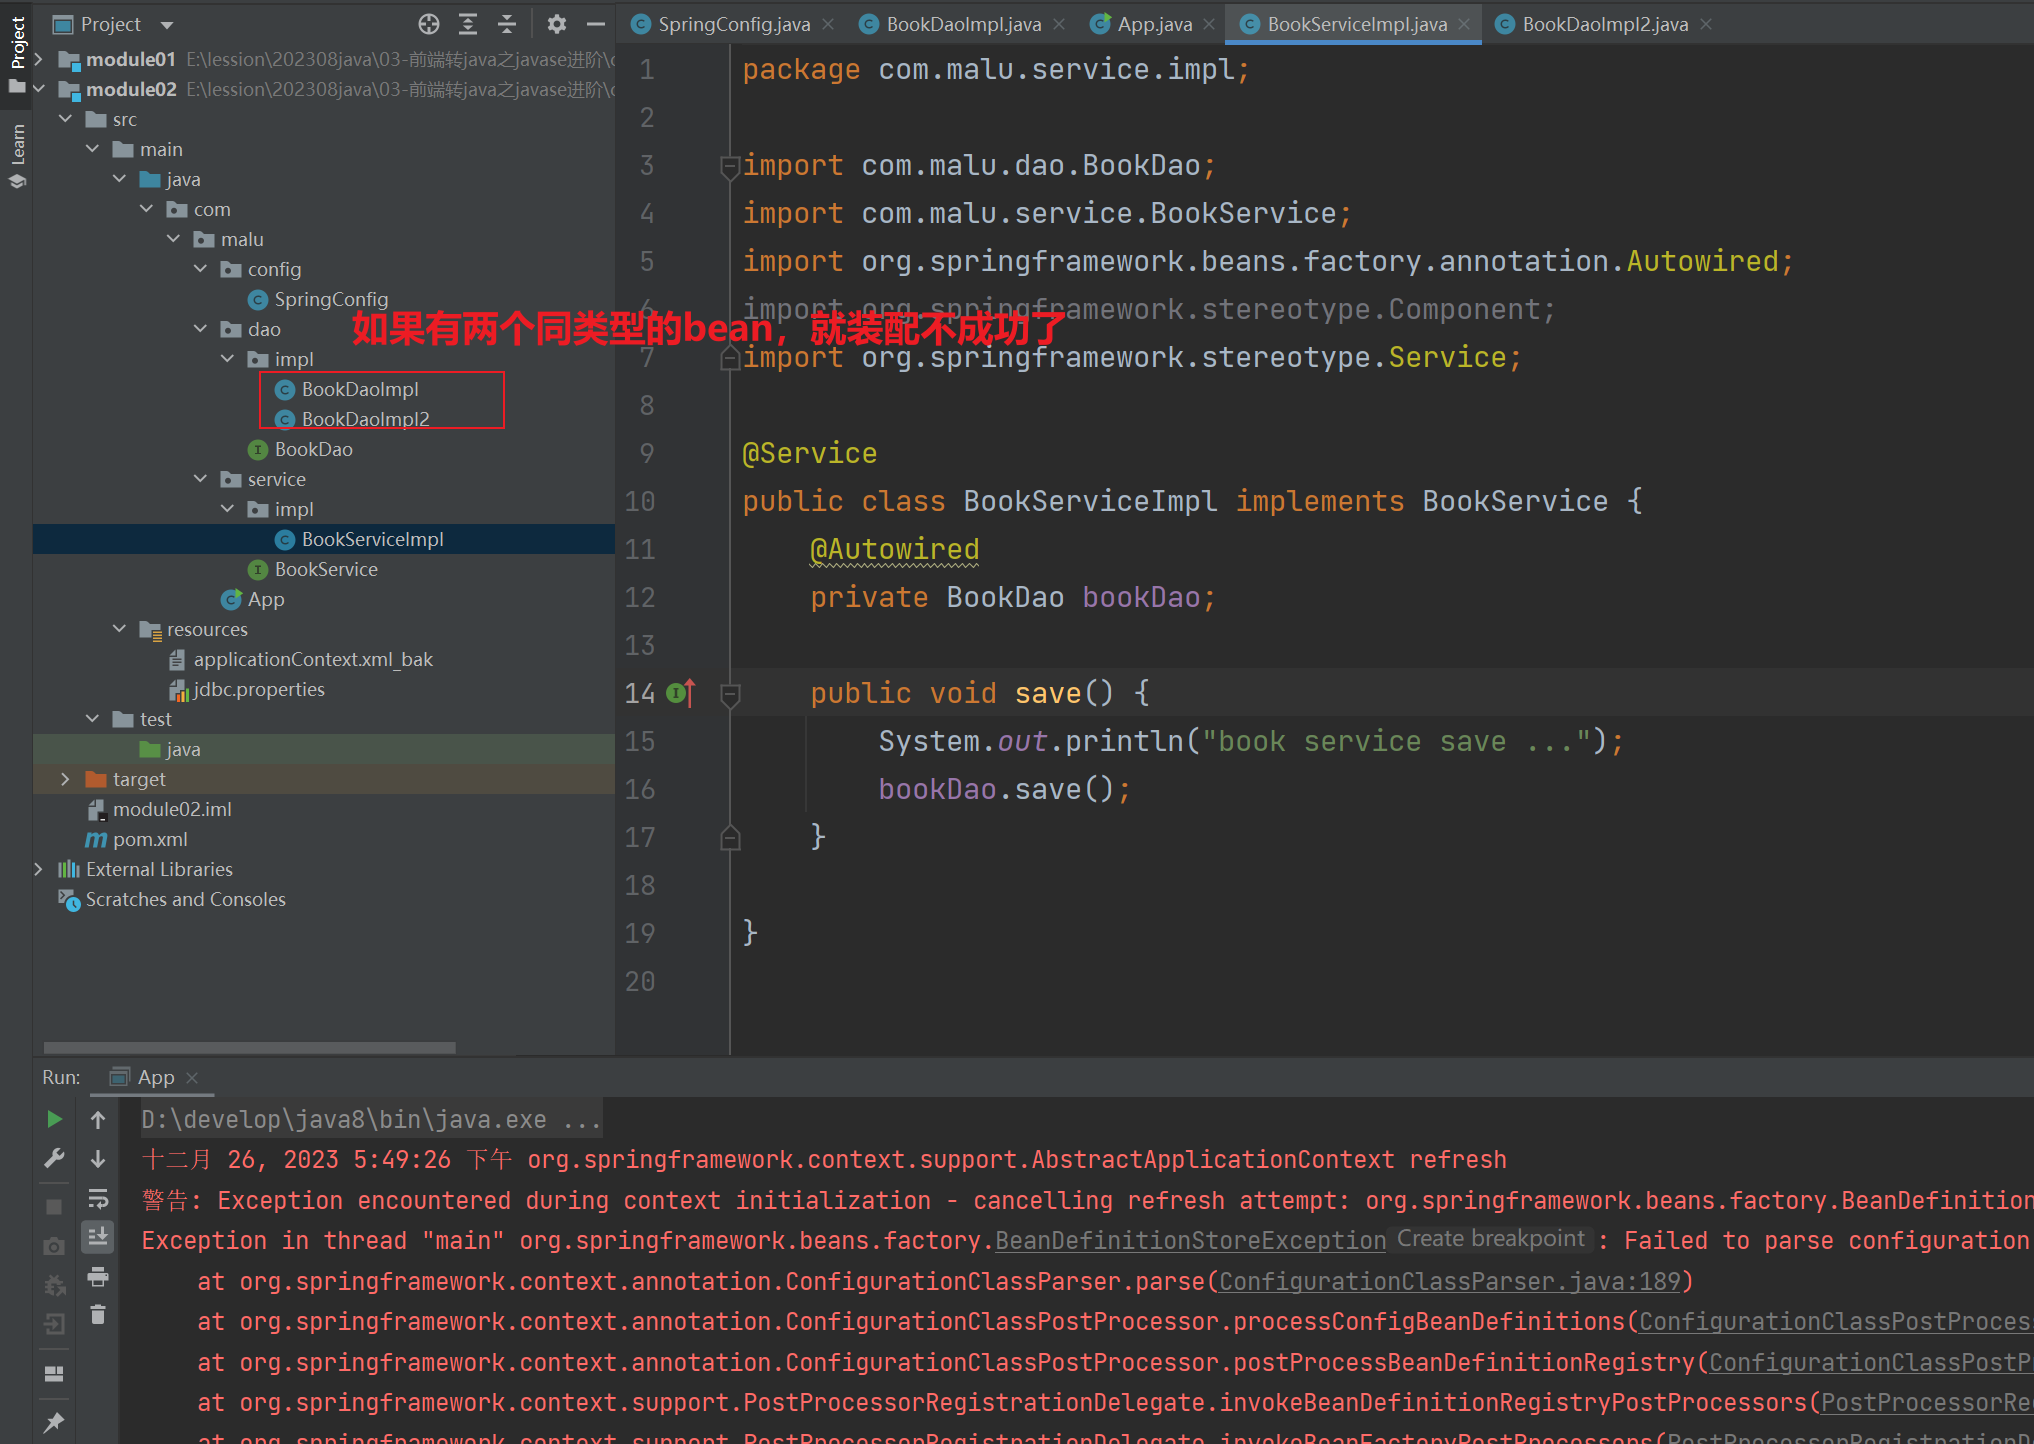 Project
SpringConfig.java
BookDaoImpl.java
App.java
BookServiceImpl.java
BookDaoImpl2.java
Project
Learn
module01 E:\lession\202308java\03-前端转java之javase进阶\
module02 E:\lession\202308java\03-前端转java之javase进阶\
src
main
java
com
malu
config
SpringConfig
dao
impl
BookDaoImpl
BookDaoImpl2
BookDao
service
impl
BookServiceImpl
BookService
App
resources
applicationContext.xml_bak
jdbc.properties
test
java
target
module02.iml
pom.xml
External Libraries
Scratches and Consoles
如果有两个同类型的bean，就装配不成功了
1 package com.malu.service.impl;
2
3 import com.malu.dao.BookDao;
4 import com.malu.service.BookService;
5 import org.springframework.beans.factory.annotation.Autowired;
6 import org.springframework.stereotype.Component;
7 import org.springframework.stereotype.Service;
8
9 @Service
10 public class BookServiceImpl implements BookService {
11 @Autowired
12 private BookDao bookDao;
13
14 public void save() {
15 System.out.println("book service save ...");
16 bookDao.save();
17 }
18
19 }
20
Run: App
D:\develop\java8\bin\java.exe ...
十二月 26, 2023 5:49:26 下午 org.springframework.context.support.AbstractApplicationContext refresh
警告: Exception encountered during context initialization - cancelling refresh attempt: org.springframework.beans.factory.BeanDefinition
Exception in thread "main" org.springframework.beans.factory.BeanDefinitionStoreException Create breakpoint : Failed to parse configuration
at org.springframework.context.annotation.ConfigurationClassParser.parse(ConfigurationClassParser.java:189)
at org.springframework.context.annotation.ConfigurationClassPostProcessor.processConfigBeanDefinitions(ConfigurationClassPostProcess
at org.springframework.context.annotation.ConfigurationClassPostProcessor.postProcessBeanDefinitionRegistry(ConfigurationClassPostP
at org.springframework.context.support.PostProcessorRegistrationDelegate.invokeBeanDefinitionRegistryPostProcessors(PostProcessorRe
at org.springframework.context.support.PostProcessorRegistrationDelegate.invokeBeanFactoryPostProcessors(PostProcessorRegistrationD